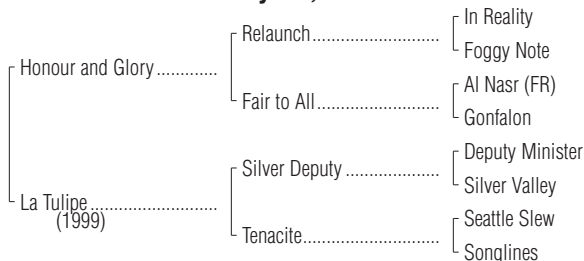 In Reality
Relaunch
Foggy Note
Honour and Glory
Al Nasr (FR)
Fair to All
Gonfalon
Deputy Minister
Silver Deputy
Silver Valley
La Tulipe
(1999)
Seattle Slew
Tenacite
Songlines